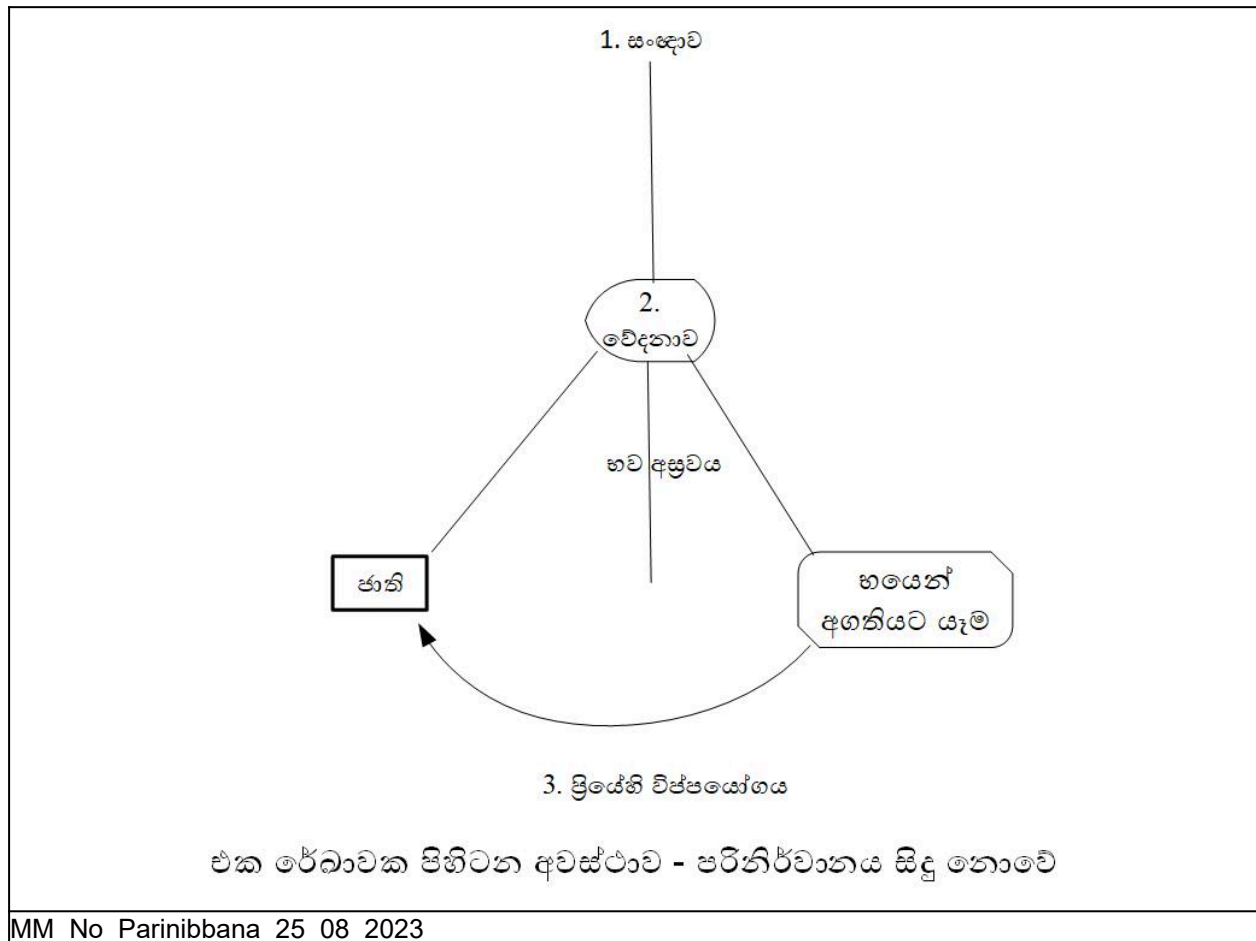 1. සංඥාව
2.
වේදනාව
භව අස්‍රවය
ජාති
භයෙන්
අගතියට යෑම
3. ප්‍රියේහි විප්පයෝගය
එක රේඛාවක පිහිටන අවස්ථාව - පරිනිර්වානය සිදු නොවේ
MM No Parinibbana 25 08 2023